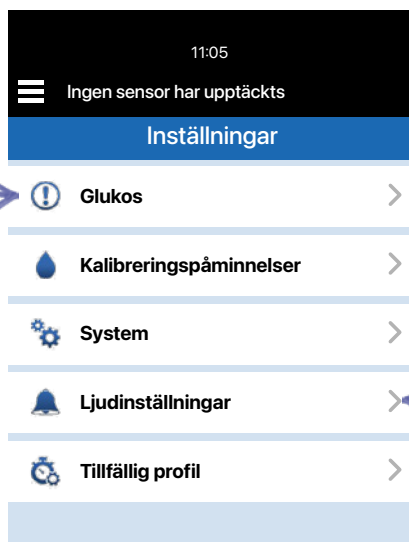 11:05
Ingen sensor har upptäckts
Inställningar
Glukos
Kalibreringspåminnelser
System
Ljudinställningar
Tillfällig profil